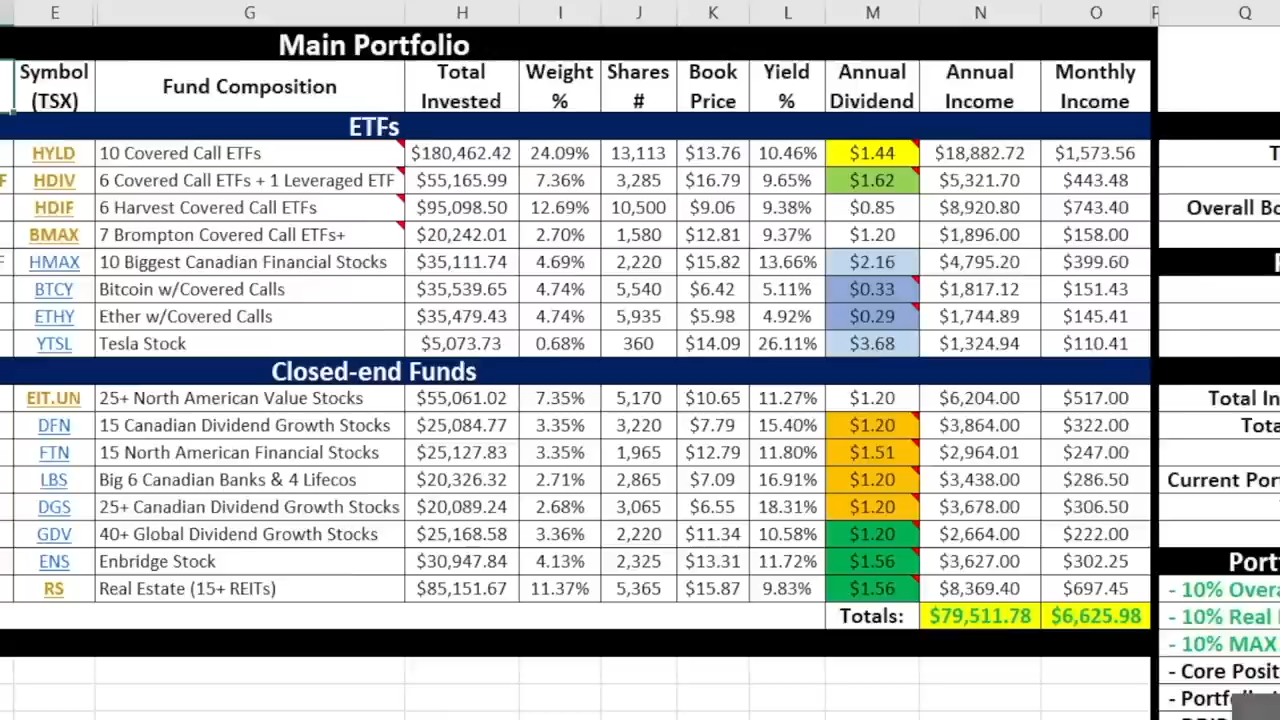 E G H I J K L M N O P Q
Main Portfolio
Symbol (TSX) Fund Composition Total Invested Weight % Shares # Book Price Yield % Annual Dividend Annual Income Monthly Income
ETFs
HYLD 10 Covered Call ETFs $180,462.42 24.09% 13,113 $13.76 10.46% $1.44 $18,882.72 $1,573.56
F HDIV 6 Covered Call ETFs + 1 Leveraged ETF $55,165.99 7.36% 3,285 $16.79 9.65% $1.62 $5,321.70 $443.48
HDIF 6 Harvest Covered Call ETFs $95,098.50 12.69% 10,500 $9.06 9.38% $0.85 $8,920.80 $743.40 Overall Bo
BMAX 7 Brompton Covered Call ETFs+ $20,242.01 2.70% 1,580 $12.81 9.37% $1.20 $1,896.00 $158.00
F HMAX 10 Biggest Canadian Financial Stocks $35,111.74 4.69% 2,220 $15.82 13.66% $2.16 $4,795.20 $399.60
BTCY Bitcoin w/Covered Calls $35,539.65 4.74% 5,540 $6.42 5.11% $0.33 $1,817.12 $151.43
ETHY Ether w/Covered Calls $35,479.43 4.74% 5,935 $5.98 4.92% $0.29 $1,744.89 $145.41
YTSL Tesla Stock $5,073.73 0.68% 360 $14.09 26.11% $3.68 $1,324.94 $110.41
Closed-end Funds
EIT.UN 25+ North American Value Stocks $55,061.02 7.35% 5,170 $10.65 11.27% $1.20 $6,204.00 $517.00 Total In
DFN 15 Canadian Dividend Growth Stocks $25,084.77 3.35% 3,220 $7.79 15.40% $1.20 $3,864.00 $322.00 Tota
FTN 15 North American Financial Stocks $25,127.83 3.35% 1,965 $12.79 11.80% $1.51 $2,964.01 $247.00
LBS Big 6 Canadian Banks & 4 Lifecos $20,326.32 2.71% 2,865 $7.09 16.91% $1.20 $3,438.00 $286.50 Current Por
DGS 25+ Canadian Dividend Growth Stocks $20,089.24 2.68% 3,065 $6.55 18.31% $1.20 $3,678.00 $306.50
GDV 40+ Global Dividend Growth Stocks $25,168.58 3.36% 2,220 $11.34 10.58% $1.20 $2,664.00 $222.00
ENS Enbridge Stock $30,947.84 4.13% 2,325 $13.31 11.72% $1.56 $3,627.00 $302.25 Port
RS Real Estate (15+ REITs) $85,151.67 11.37% 5,365 $15.87 9.83% $1.56 $8,369.40 $697.45 - 10% Overa
Totals: $79,511.78 $6,625.98 - 10% Real
- 10% MAX
- Core Posit
- Portf